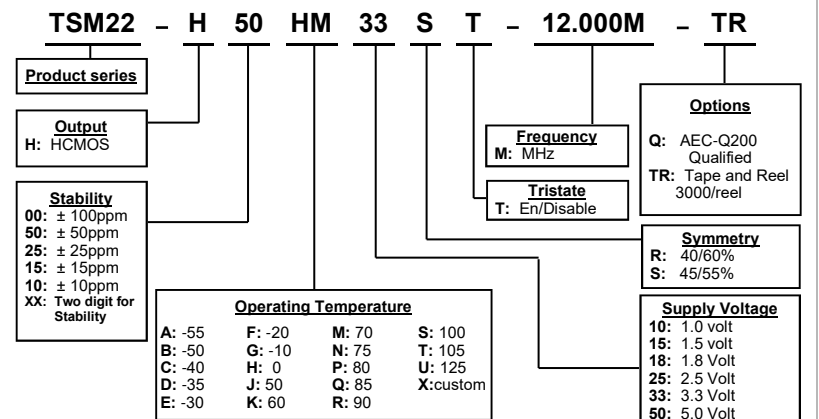 TSM22 – H 50 HM 33 S T – 12.000M – TR
Product series
Output
H: HCMOS
Stability
00: ± 100ppm
50: ± 50ppm
25: ± 25ppm
15: ± 15ppm
10: ± 10ppm
XX: Two digit for
Stability
Operating Temperature
A: -55 F: -20 M: 70 S: 100
B: -50 G: -10 N: 75 T: 105
C: -40 H: 0 P: 80 U: 125
D: -35 J: 50 Q: 85 X:custom
E: -30 K: 60 R: 90
Frequency
M: MHz
Tristate
T: En/Disable
Options
Q: AEC-Q200
Qualified
TR: Tape and Reel
3000/reel
Symmetry
R: 40/60%
S: 45/55%
Supply Voltage
10: 1.0 volt
15: 1.5 volt
18: 1.8 Volt
25: 2.5 Volt
33: 3.3 Volt
50: 5.0 Volt